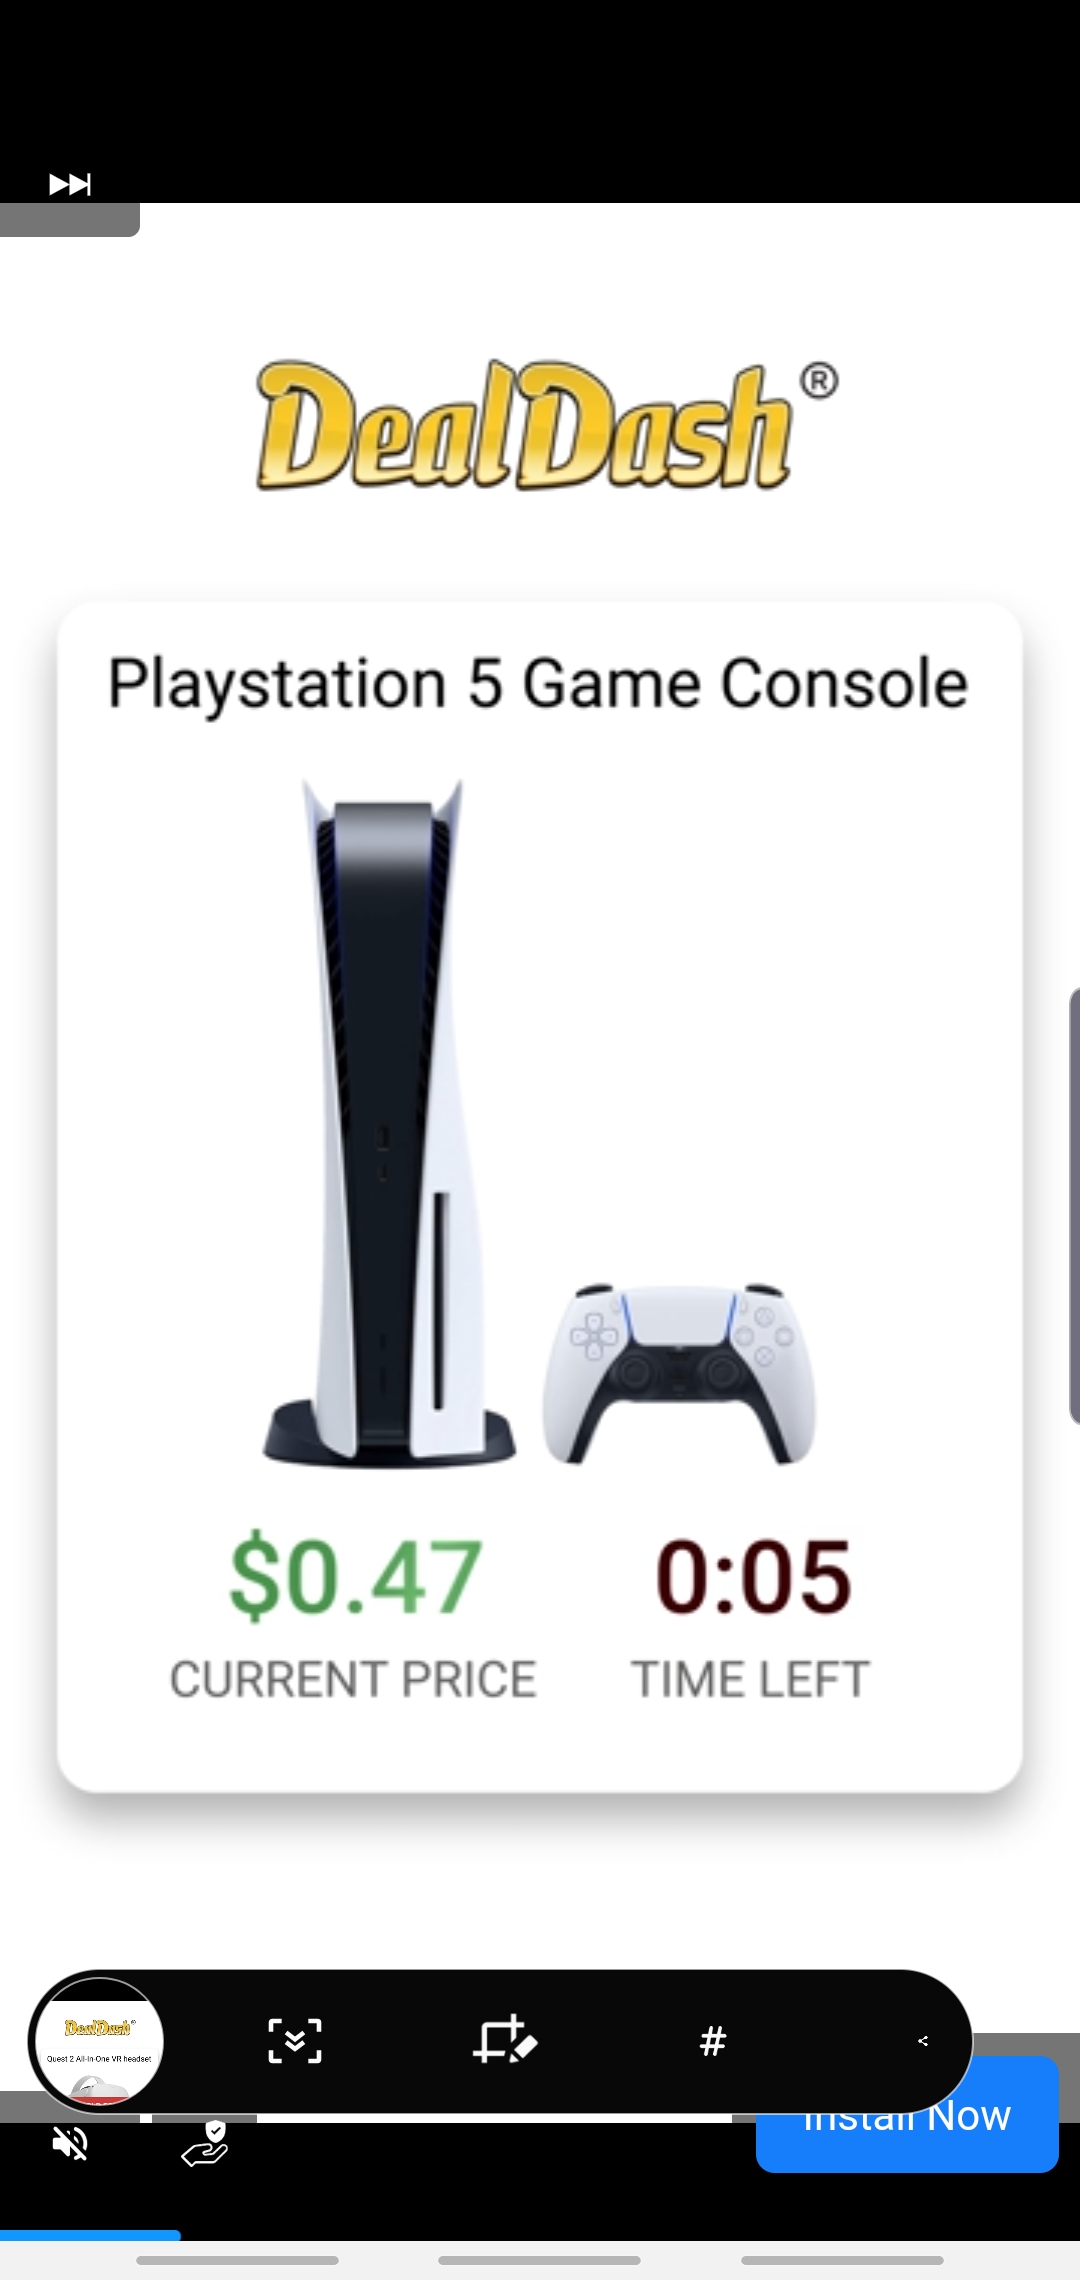 DealDash®
Playstation 5 Game Console
$0.47
0:05
CURRENT PRICE
TIME LEFT
DealDash®
Quest 2 All-In-One VR headset
#
Install Now